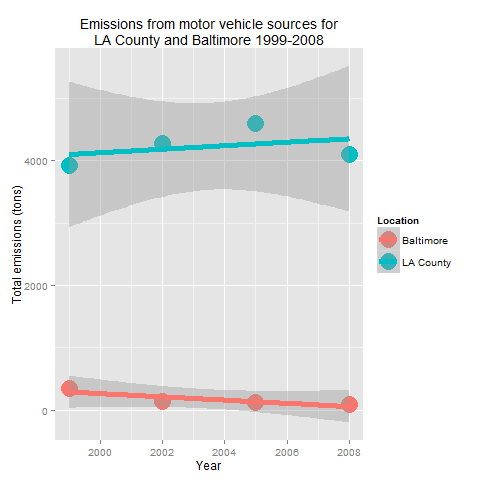 Emissions from motor vehicle sources for
LA County and Baltimore 1999-2008
Total emissions (tons)
4000
2000
0
2000
2002
2004
2006
2008
Year
Location
Baltimore
LA County